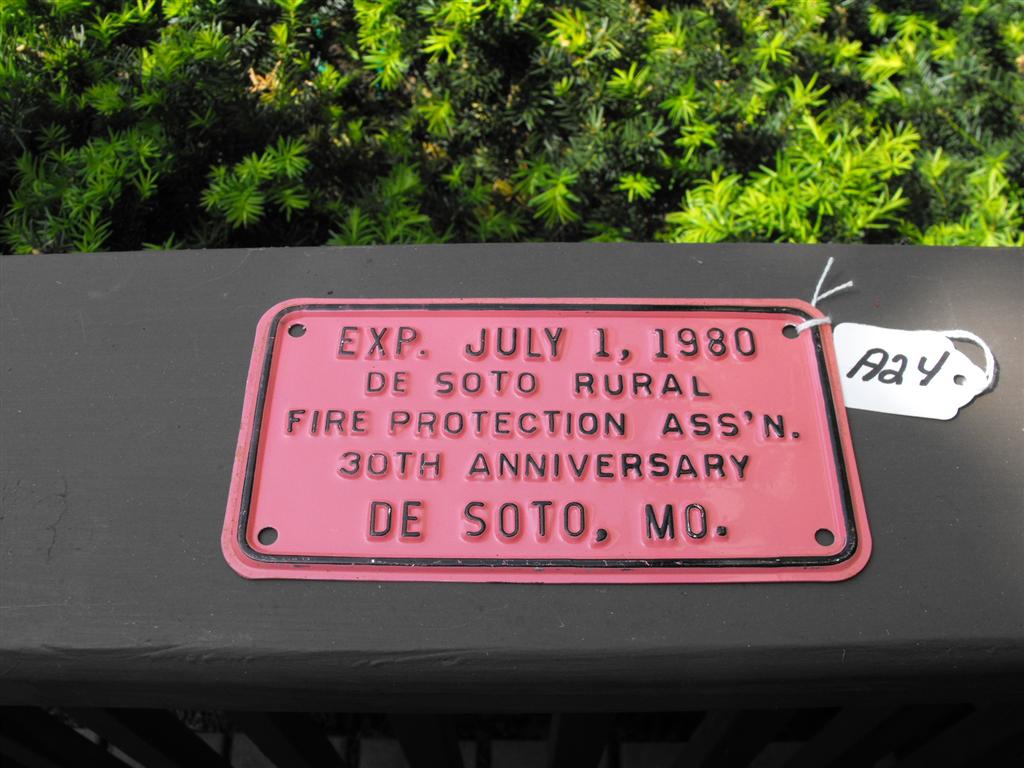 EXP. JULY 1, 1980
DE SOTO RURAL
FIRE PROTECTION ASS'N.
30TH ANNIVERSARY
DE SOTO, MO.
A24